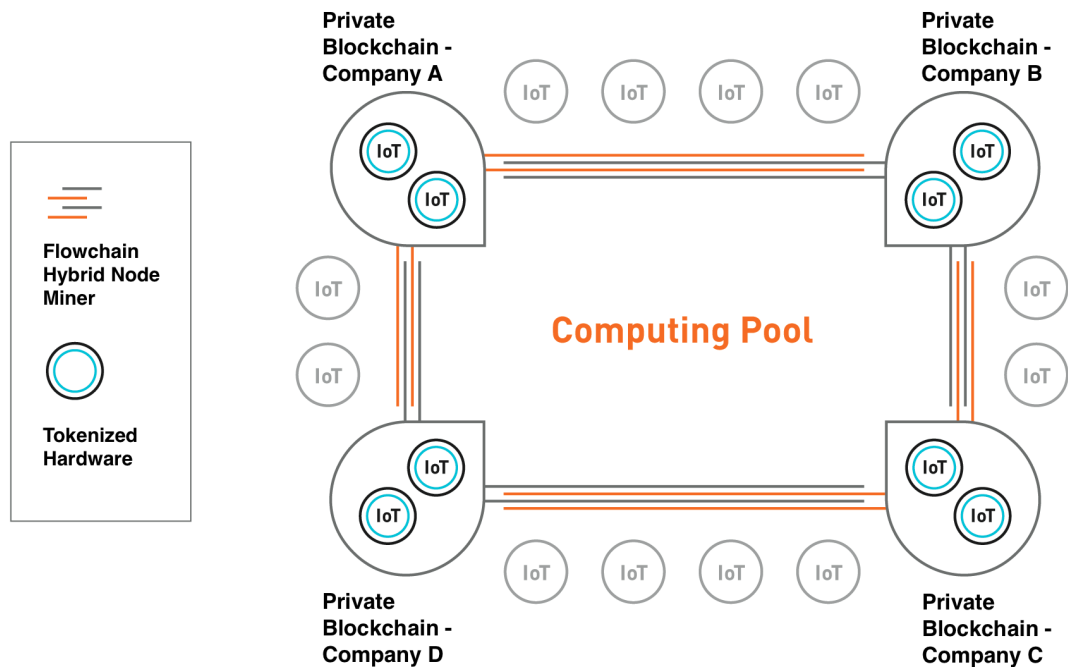 Private
Blockchain -
Company A
Private
Blockchain -
Company B
IoT
IoT
IoT
IoT
IoT
IoT
IoT
IoT
Flowchain
Hybrid Node
Miner
Tokenized
Hardware
IoT
IoT
Computing Pool
IoT
IoT
IoT
IoT
IoT
IoT
IoT
IoT
IoT
IoT
Private
Blockchain -
Company D
Private
Blockchain -
Company C